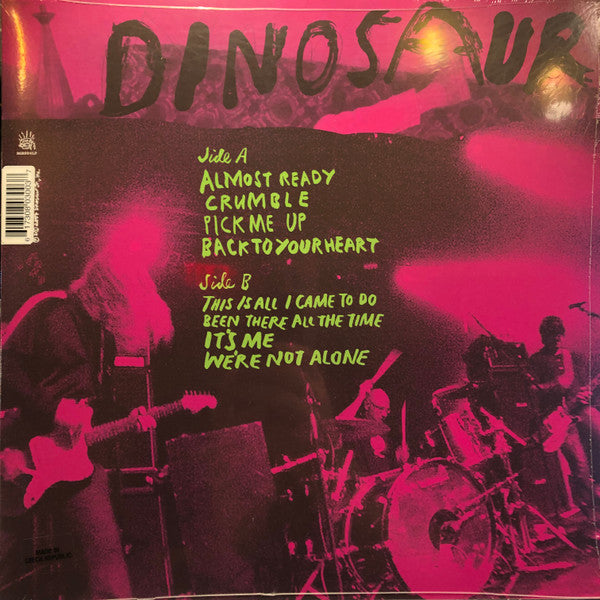 DINOSAUR
Side A
ALMOST READY
CRUMBLE
PICK ME UP
BACK TO YOUR HEART
Side B
THIS IS ALL I CAME TO DO
BEEN THERE ALL THE TIME
IT'S ME
WE'RE NOT ALONE
MADE IN
CZECH REPUBLIC